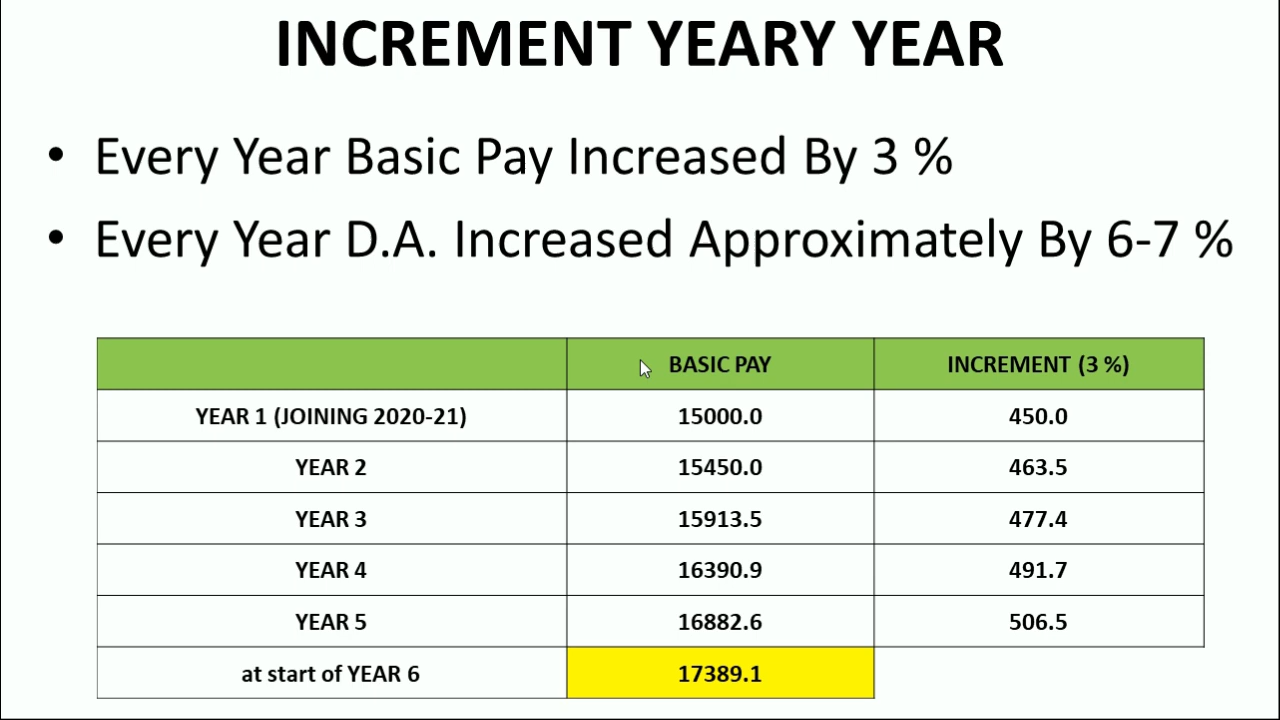 INCREMENT YEARY YEAR
• Every Year Basic Pay Increased By 3 %
• Every Year D.A. Increased Approximately By 6-7 %
BASIC PAY INCREMENT (3 %)
YEAR 1 (JOINING 2020-21) 15000.0 450.0
YEAR 2 15450.0 463.5
YEAR 3 15913.5 477.4
YEAR 4 16390.9 491.7
YEAR 5 16882.6 506.5
at start of YEAR 6 17389.1